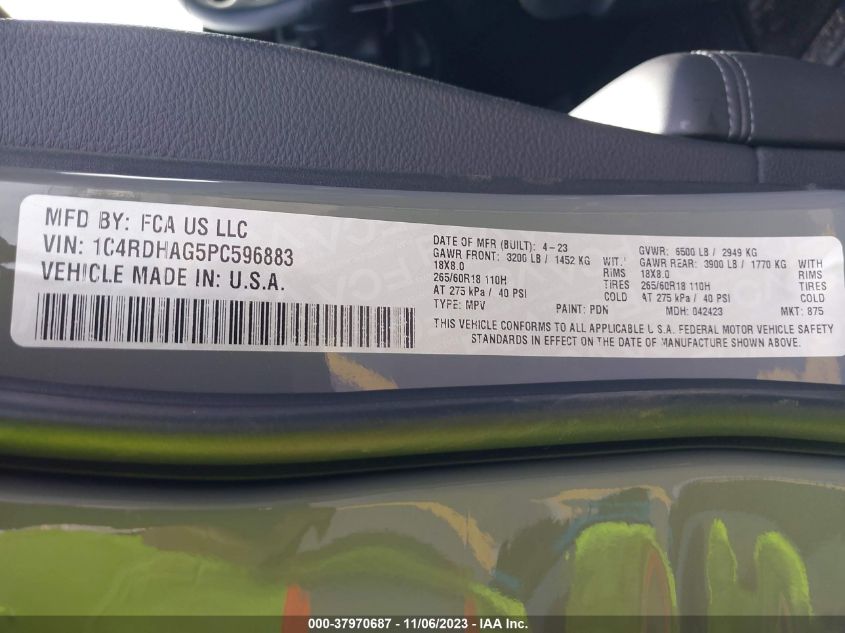 MFD BY: FCA US LLC
VIN: 1C4RDHAG5PC596883
VEHICLE MADE IN: U.S.A.
DATE OF MFR (BUILT): 4-23 GVWR: 6500 LB / 2949 KG
GAWR FRONT: 3200 LB / 1452 KG WITH GAWR REAR: 3900 LB / 1770 KG WITH
18X8.0 RIMS 18X8.0 RIMS
265/60R18 110H TIRES 265/60R18 110H TIRES
AT 275 kPa / 40 PSI COLD AT 275 kPa / 40 PSI COLD
TYPE: MPV PAINT: PDN MDH: 042423 MKT: 875
THIS VEHICLE CONFORMS TO ALL APPLICABLE U.S.A. FEDERAL MOTOR VEHICLE SAFETY
STANDARDS IN EFFECT ON THE DATE OF MANUFACTURE SHOWN ABOVE.
000-37970687 - 11/06/2023 - IAA Inc.